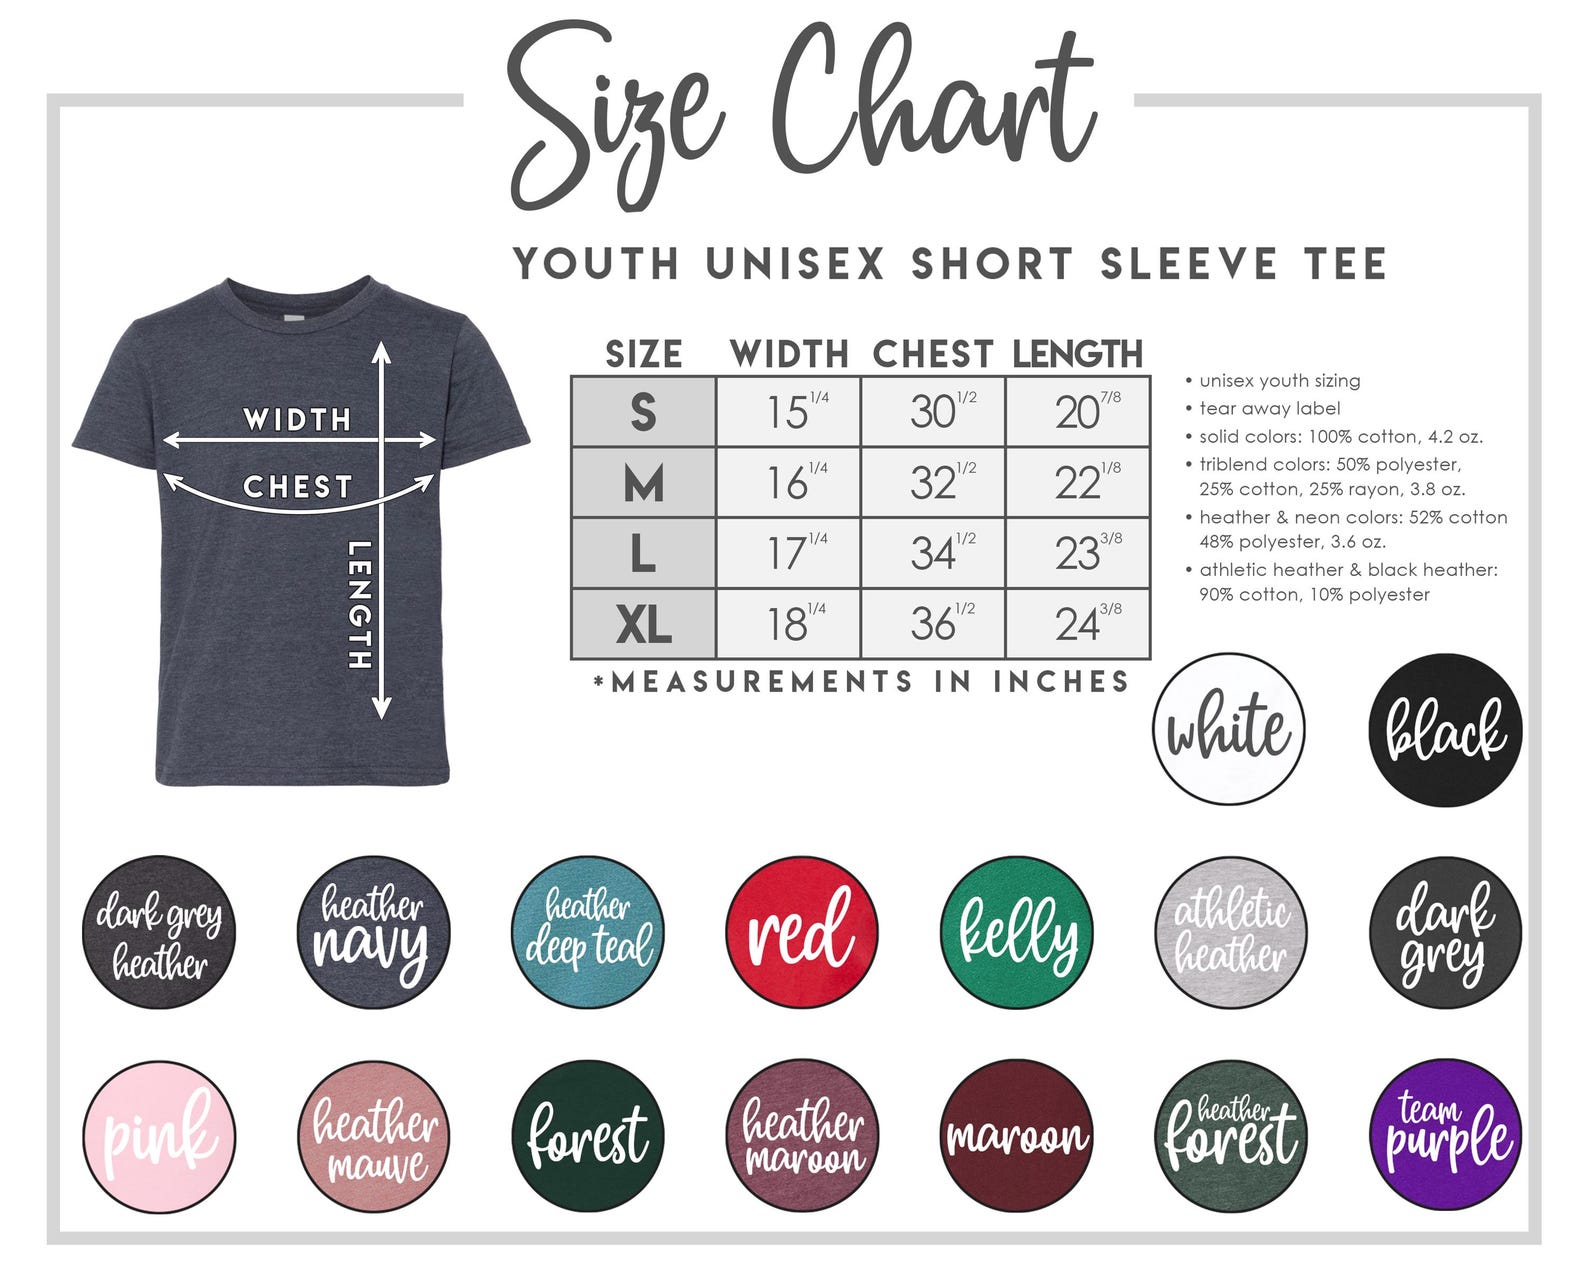 Size Chart
YOUTH UNISEX SHORT SLEEVE TEE
WIDTH
CHEST
LENGTH
SIZE WIDTH CHEST LENGTH
S 15 1/4 30 1/2 20 7/8
M 16 1/4 32 1/2 22 1/8
L 17 1/4 34 1/2 23 3/8
XL 18 1/4 36 1/2 24 3/8
*MEASUREMENTS IN INCHES
• unisex youth sizing
• tear away label
• solid colors: 100% cotton, 4.2 oz.
• triblend colors: 50% polyester,
25% cotton, 25% rayon, 3.8 oz.
• heather & neon colors: 52% cotton
48% polyester, 3.6 oz.
• athletic heather & black heather:
90% cotton, 10% polyester
white
black
dark grey
heather
heather
navy
heather
deep teal
red
kelly
athletic
heather
dark
grey
pink
heather
mauve
forest
heather
maroon
maroon
heather
forest
team
purple